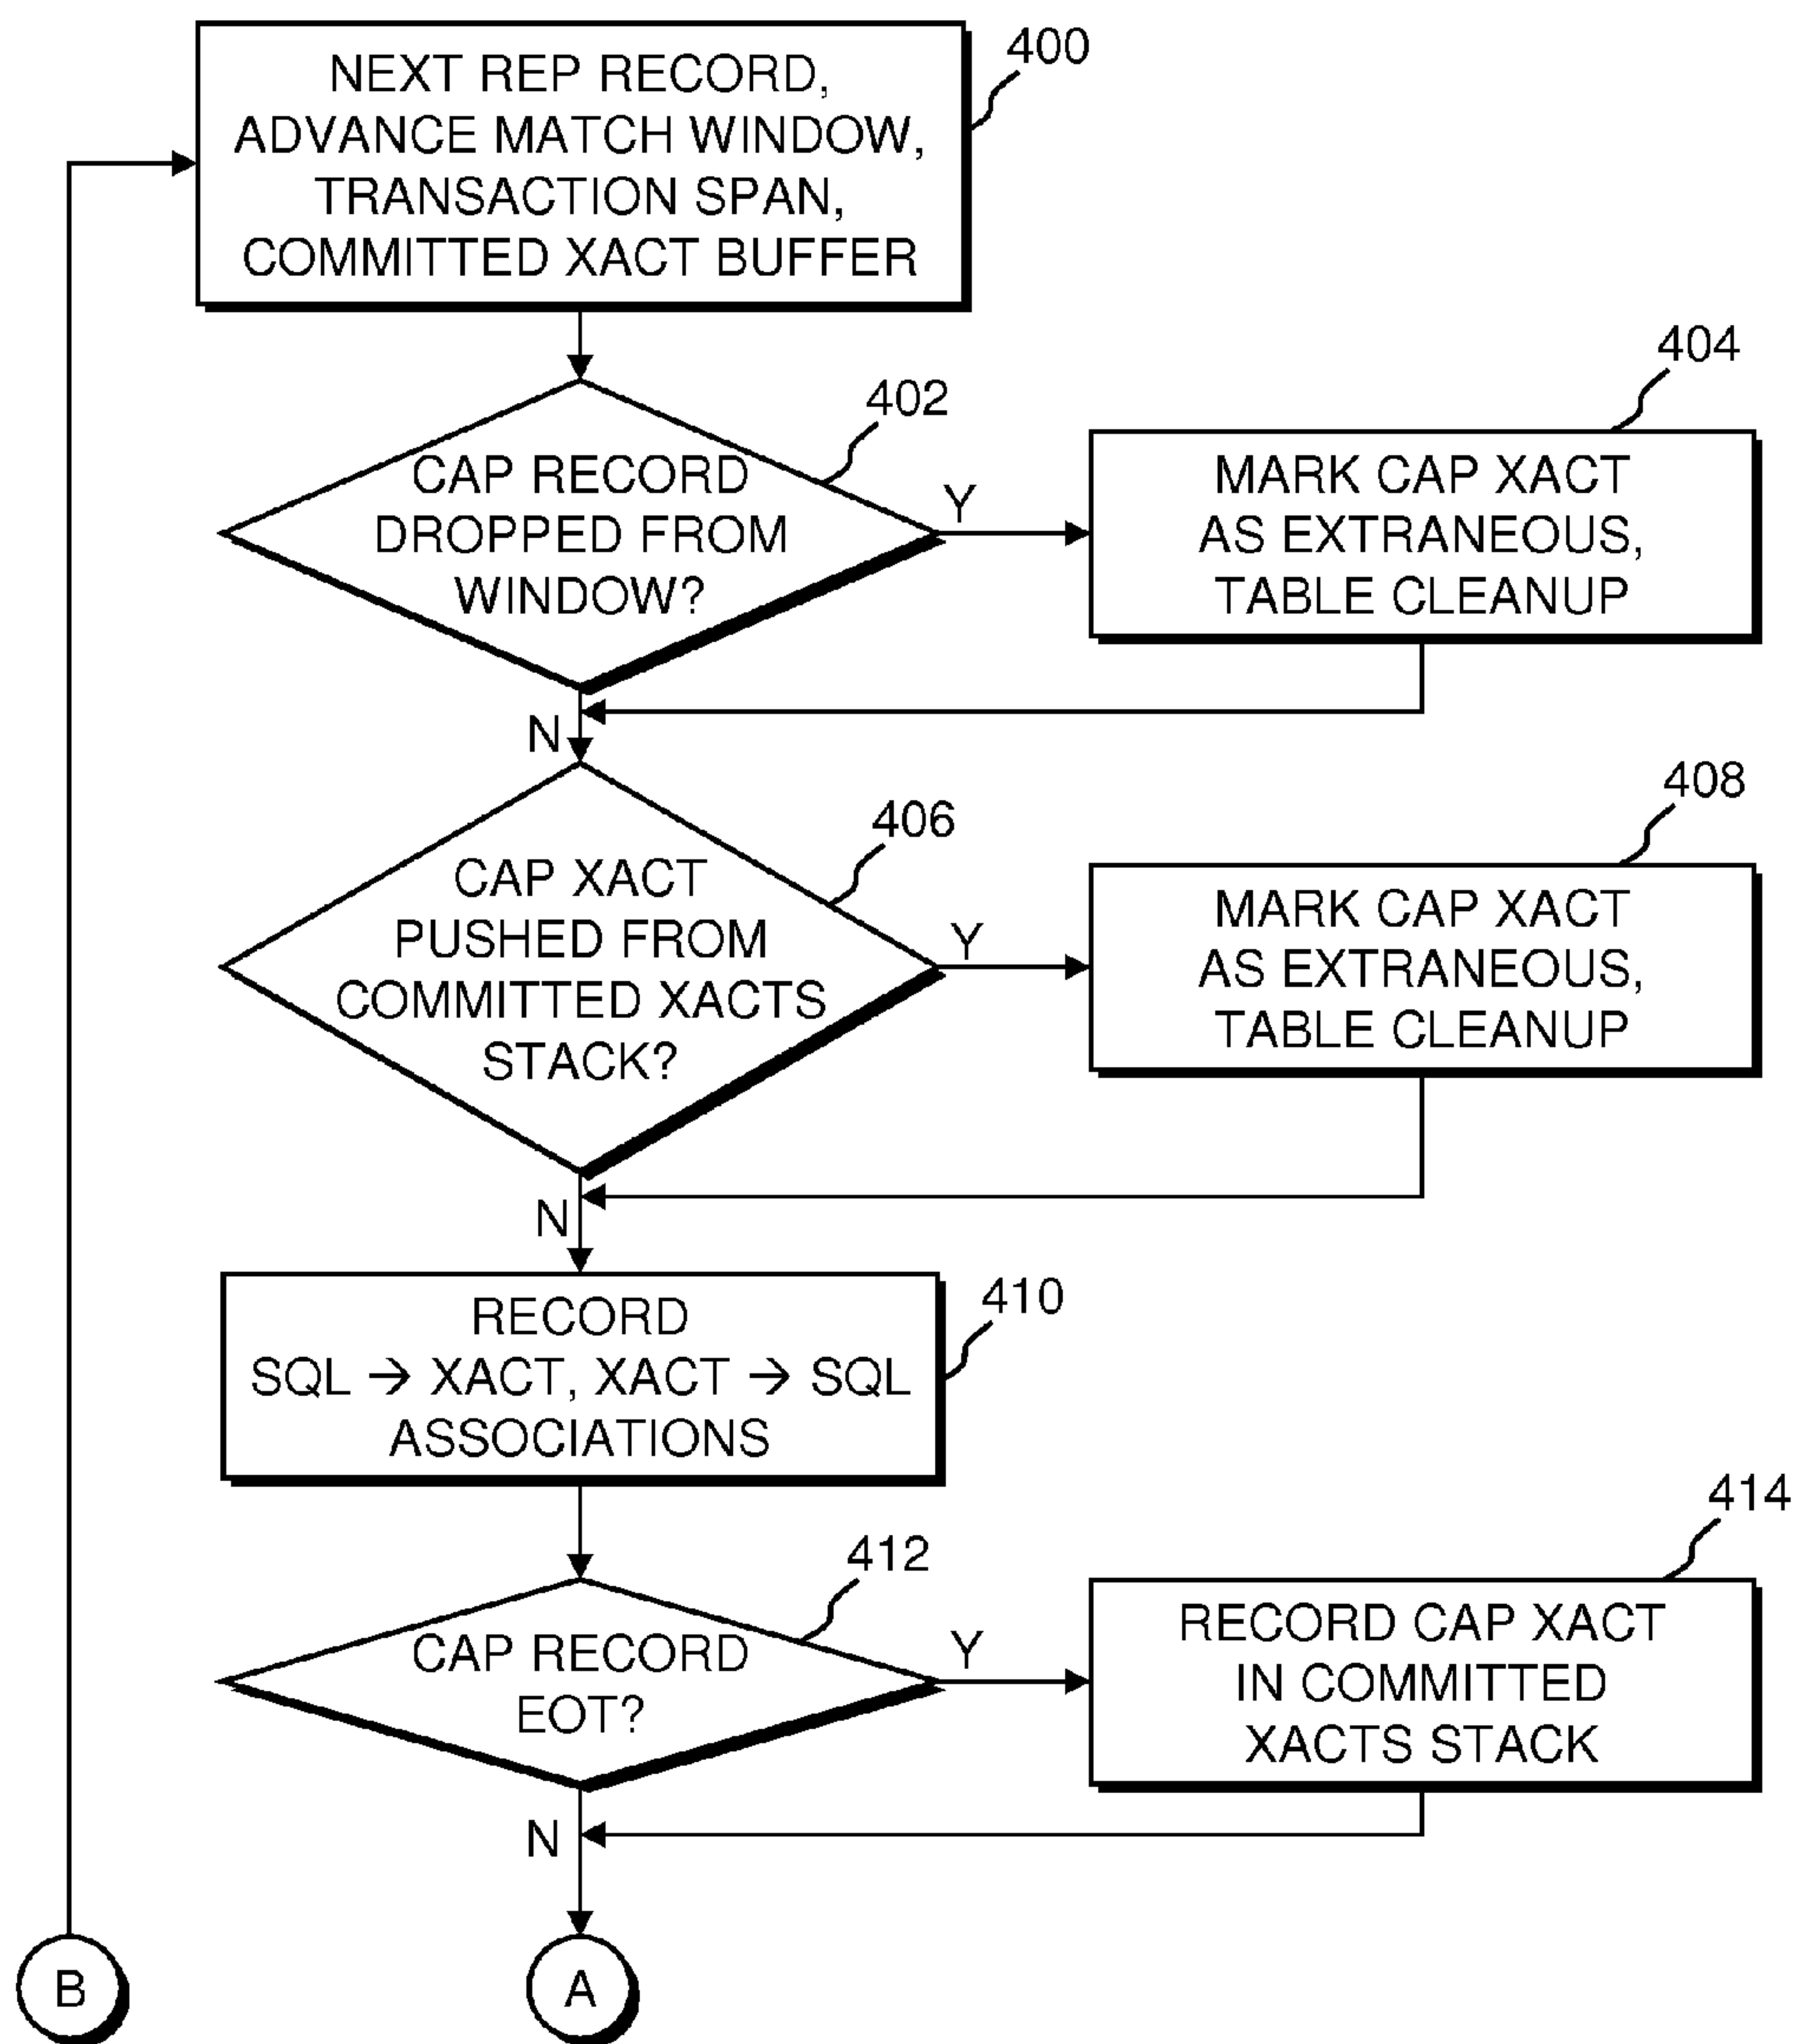 400
NEXT REP RECORD,
ADVANCE MATCH WINDOW,
TRANSACTION SPAN,
COMMITTED XACT BUFFER
402
CAP RECORD
DROPPED FROM
WINDOW?
Y
N
404
MARK CAP XACT
AS EXTRANEOUS,
TABLE CLEANUP
406
CAP XACT
PUSHED FROM
COMMITTED XACTS
STACK?
Y
N
408
MARK CAP XACT
AS EXTRANEOUS,
TABLE CLEANUP
410
RECORD
SQL → XACT, XACT → SQL
ASSOCIATIONS
412
CAP RECORD
EOT?
Y
N
414
RECORD CAP XACT
IN COMMITTED
XACTS STACK
B
A